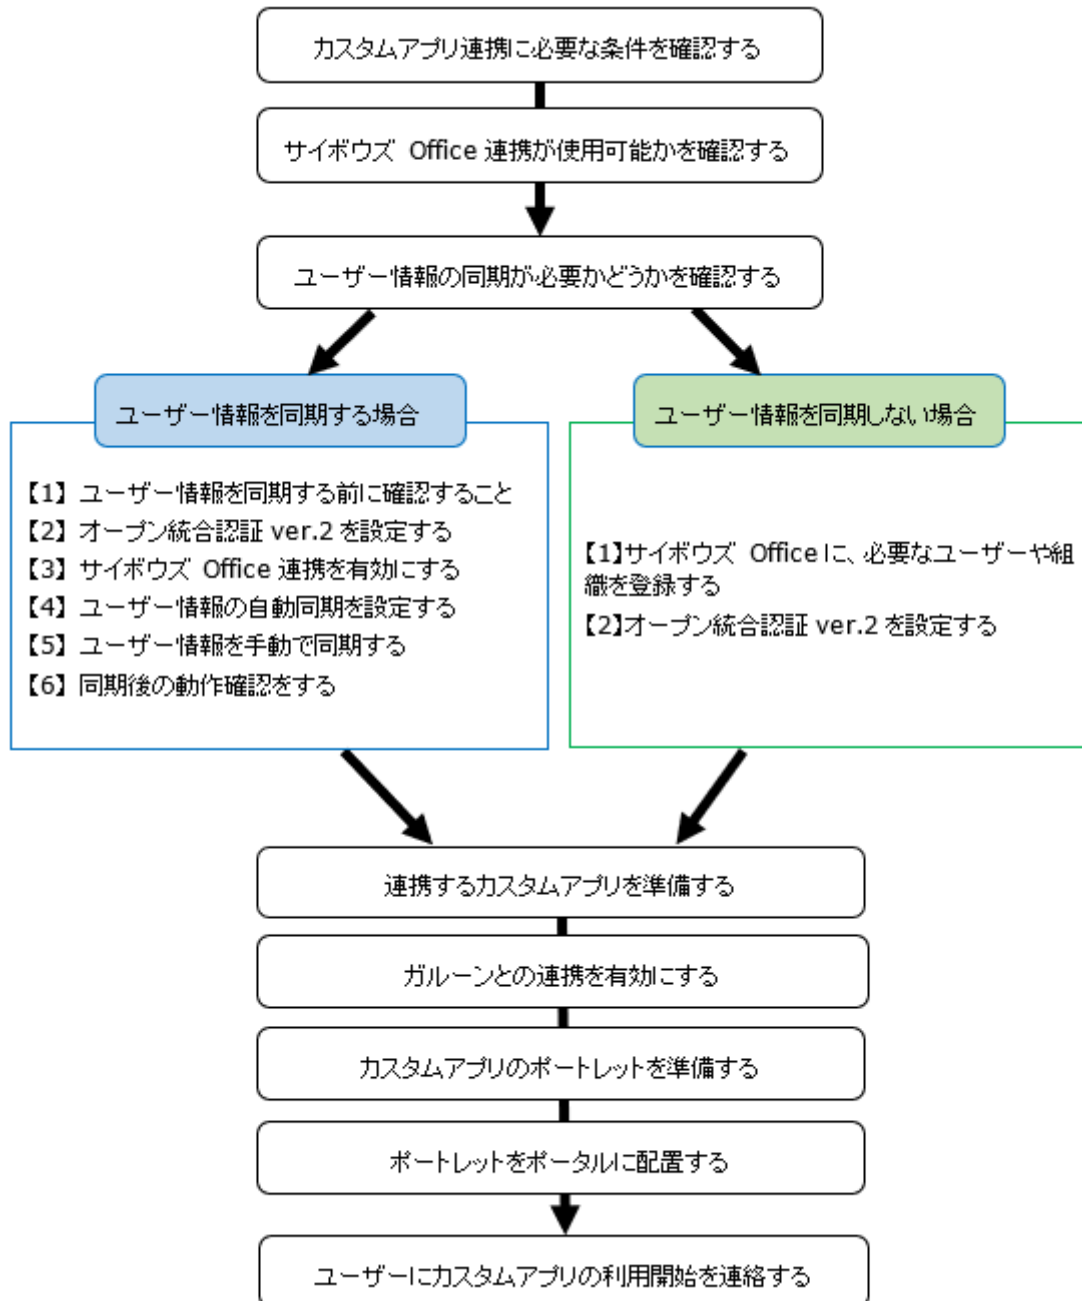 カスタムアプリ連携に必要な条件を確認する
サイボウズ Office 連携が使用可能かを確認する
ユーザー情報の同期が必要かどうかを確認する
ユーザー情報を同期する場合
【1】ユーザー情報を同期する前に確認すること
【2】オープン統合認証 ver.2 を設定する
【3】サイボウズ Office 連携を有効にする
【4】ユーザー情報の自動同期を設定する
【5】ユーザー情報を手動で同期する
【6】同期後の動作確認をする
ユーザー情報を同期しない場合
【1】サイボウズ Office に、必要なユーザーや組
織を登録する
【2】オープン統合認証 ver.2 を設定する
連携するカスタムアプリを準備する
ガルーンとの連携を有効にする
カスタムアプリのポートレットを準備する
ポートレットをポータルに配置する
ユーザーにカスタムアプリの利用開始を連絡する